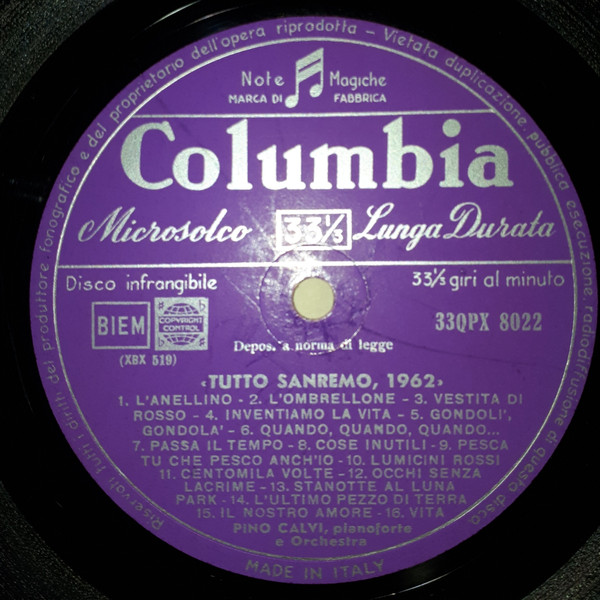 Riservati tutti i diritti del produttore fonografico e del proprietario dell'opera riprodotta - Vietata duplicazione, pubblica esecuzione, radiodiffusione di questo disco.
Note Magiche
MARCA DI FABBRICA
Columbia
Microsolco 33⅓ Lunga Durata
Disco infrangibile 33⅓ giri al minuto
BIEM COPYRIGHT CONTROL 33QPX 8022
(XBX 519)
Depos. a norma di legge
«TUTTO SANREMO, 1962»
1. L'ANELLINO - 2. L'OMBRELLONE - 3. VESTITA DI
ROSSO - 4. INVENTIAMO LA VITA - 5. GONDOLI',
GONDOLA' - 6. QUANDO, QUANDO, QUANDO...
7. PASSA IL TEMPO - 8. COSE INUTILI - 9. PESCA
TU CHE PESCO ANCH'IO - 10. LUMICINI ROSSI
11. CENTOMILA VOLTE - 12. OCCHI SENZA
LACRIME - 13. STANOTTE AL LUNA
PARK - 14. L'ULTIMO PEZZO DI TERRA
15. IL NOSTRO AMORE - 16. VITA
PINO CALVI, pianoforte
e Orchestra
MADE IN ITALY